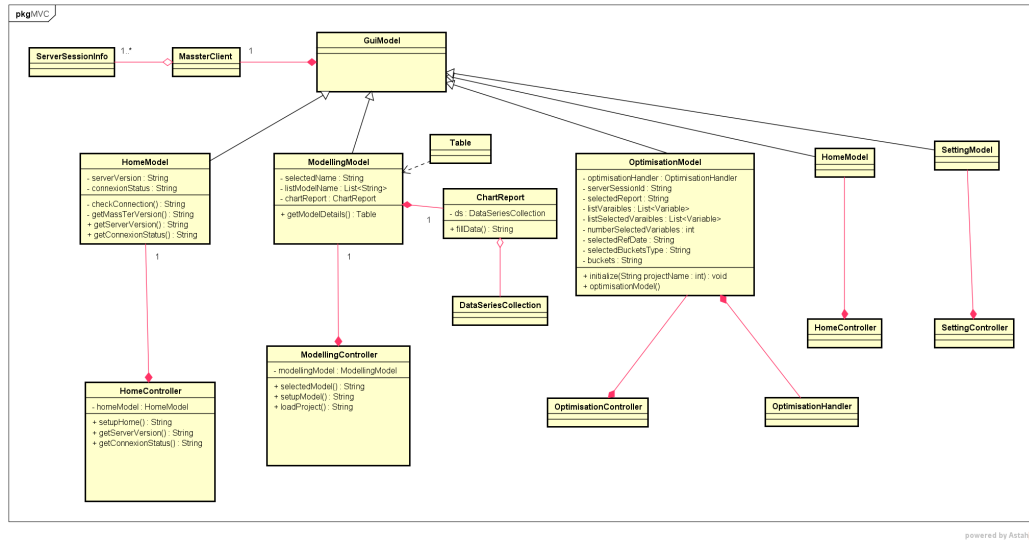 pkg MVC
GuiModel
ServerSessionInfo
1..*
MassterClient
1
HomeModel
- serverVersion : String
- connexionStatus : String
- checkConnection() : String
- getMassTerVersion() : String
+ getServerVersion() : String
+ getConnexionStatus() : String
1
ModellingModel
- selectedName : String
- listModelName : List<String>
- chartReport : ChartReport
+ getModelDetails() : Table
1
Table
ChartReport
- ds : DataSeriesCollection
+ fillData() : String
1
DataSeriesCollection
OptimisationModel
- optimisationHandler : OptimisationHandler
- serverSessionId : String
- selectedReport : String
- listVaraibles : List<Variable>
- listSelectedVaraibles : List<Variable>
- numberSelectedVariables : int
- selectedRefDate : String
- selectedBucketsType : String
- buckets : String
+ initialize(String projectName : int) : void
+ optimisationModel()
HomeModel
SettingModel
HomeController
- homeModel : HomeModel
+ setupHome() : String
+ getServerVersion() : String
+ getConnexionStatus() : String
ModellingController
- modellingModel : ModellingModel
+ selectedModel() : String
+ setupModel() : String
+ loadProject() : String
OptimisationController
OptimisationHandler
HomeController
SettingController
powered by Astah